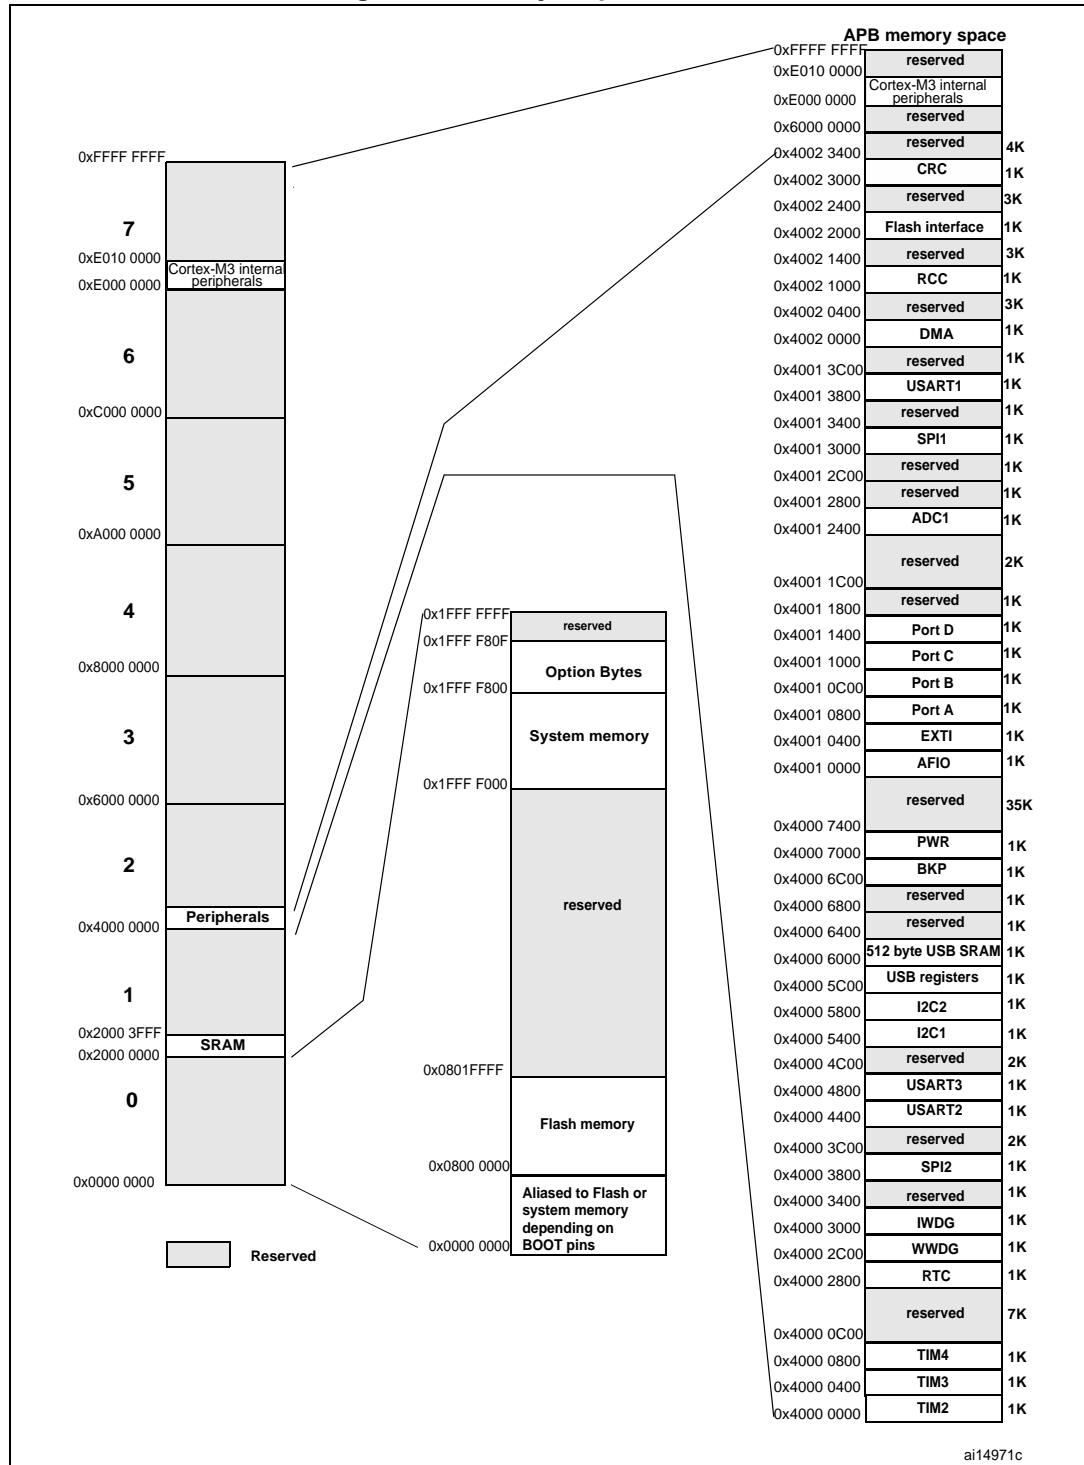 APB memory space
0xFFFF FFFF
reserved
0xE010 0000
Cortex-M3 internal
peripherals
0xE000 0000
reserved
0x6000 0000
reserved
4K
0x4002 3400
CRC
1K
0x4002 3000
reserved
3K
0x4002 2400
Flash interface
1K
0x4002 2000
reserved
3K
0x4002 1400
RCC
1K
0x4002 1000
reserved
3K
0x4002 0400
DMA
1K
0x4002 0000
reserved
1K
0x4001 3C00
USART1
1K
0x4001 3800
reserved
1K
0x4001 3400
SPI1
1K
0x4001 3000
reserved
1K
0x4001 2C00
reserved
1K
0x4001 2800
ADC1
1K
0x4001 2400
reserved
2K
0x4001 1C00
reserved
1K
0x4001 1800
Port D
1K
0x4001 1400
Port C
1K
0x4001 1000
Port B
1K
0x4001 0C00
Port A
1K
0x4001 0800
EXTI
1K
0x4001 0400
AFIO
1K
0x4001 0000
reserved
35K
0x4000 7400
PWR
1K
0x4000 7000
BKP
1K
0x4000 6C00
reserved
1K
0x4000 6800
reserved
1K
0x4000 6400
512 byte USB SRAM
1K
0x4000 6000
USB registers
1K
0x4000 5C00
I2C2
1K
0x4000 5800
I2C1
1K
0x4000 5400
reserved
2K
0x4000 4C00
USART3
1K
0x4000 4800
USART2
1K
0x4000 4400
reserved
2K
0x4000 3C00
SPI2
1K
0x4000 3800
reserved
1K
0x4000 3400
IWDG
1K
0x4000 3000
WWDG
1K
0x4000 2C00
RTC
1K
0x4000 2800
reserved
7K
0x4000 0C00
TIM4
1K
0x4000 0800
TIM3
1K
0x4000 0400
TIM2
1K
0x4000 0000
0xFFFF FFFF
7
0xE010 0000
Cortex-M3 internal
peripherals
0xE000 0000
6
0xC000 0000
5
0xA000 0000
4
0x8000 0000
3
0x6000 0000
2
Peripherals
0x4000 0000
1
0x2000 3FFF
SRAM
0x2000 0000
0
0x0000 0000
Reserved
0x1FFF FFFF
reserved
0x1FFF F80F
Option Bytes
0x1FFF F800
System memory
0x1FFF F000
reserved
0x0801FFFF
Flash memory
0x0800 0000
Aliased to Flash or
system memory
depending on
BOOT pins
0x0000 0000
ai14971c